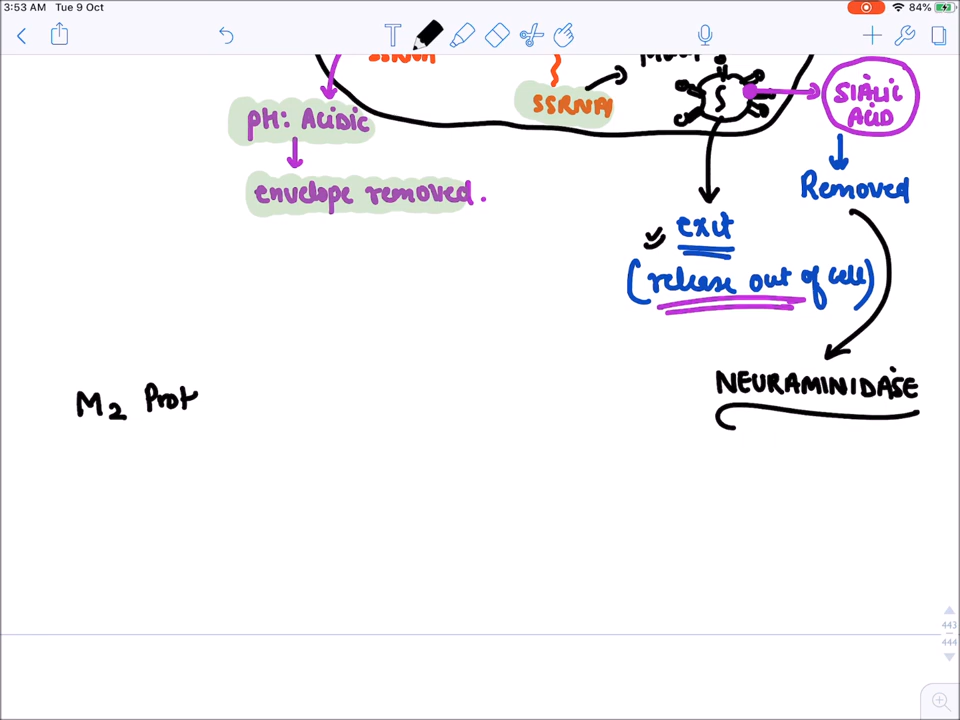 3:53 AM Tue 9 Oct
84%
T
SSRNA
SSRNA
S
SIALIC
ACID
pH: Acidic
envelope removed.
Removed
exit
(release out of cell)
NEURAMINIDASE
M2 Prot
443
444